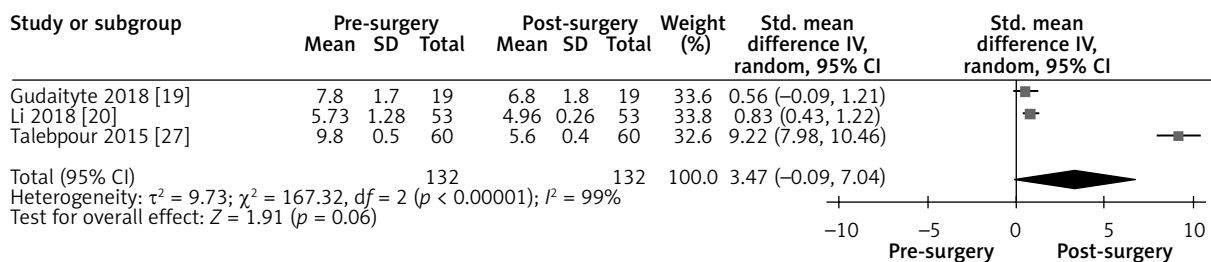 Study or subgroup Pre-surgery Post-surgery Weight Std. mean Std. mean
Mean SD Total Mean SD Total (%) difference IV, difference IV,
random, 95% CI random, 95% CI
Gudaityte 2018 [19] 7.8 1.7 19 6.8 1.8 19 33.6 0.56 (–0.09, 1.21)
Li 2018 [20] 5.73 1.28 53 4.96 0.26 53 33.8 0.83 (0.43, 1.22)
Talebpour 2015 [27] 9.8 0.5 60 5.6 0.4 60 32.6 9.22 (7.98, 10.46)
Total (95% CI) 132 132 100.0 3.47 (–0.09, 7.04)
Heterogeneity: τ² = 9.73; χ² = 167.32, df = 2 (p < 0.00001); I² = 99%
Test for overall effect: Z = 1.91 (p = 0.06)
–10 –5 0 5 10
Pre-surgery Post-surgery